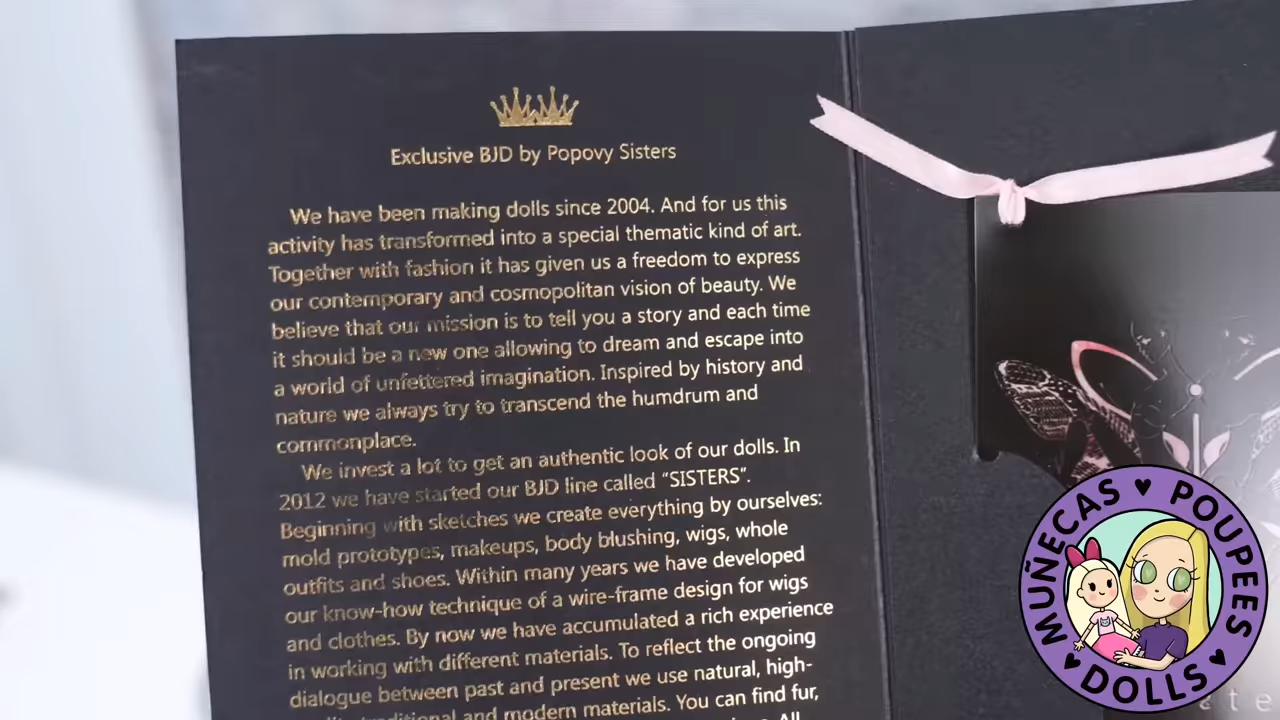 Exclusive BJD by Popovy Sisters
We have been making dolls since 2004. And for us this
activity has transformed into a special thematic kind of art.
Together with fashion it has given us a freedom to express
our contemporary and cosmopolitan vision of beauty. We
believe that our mission is to tell you a story and each time
it should be a new one allowing to dream and escape into
a world of unfettered imagination. Inspired by history and
nature we always try to transcend the humdrum and
commonplace.
We invest a lot to get an authentic look of our dolls. In
2012 we have started our BJD line called “SISTERS”.
Beginning with sketches we create everything by ourselves:
mold prototypes, makeups, body blushing, wigs, whole
outfits and shoes. Within many years we have developed
our know-how technique of a wire-frame design for wigs
and clothes. By now we have accumulated a rich experience
in working with different materials. To reflect the ongoing
dialogue between past and present we use natural, high-
traditional and modern materials. You can find fur,
All
MUÑECAS ♥ POUPEES ♥ DOLLS ♥